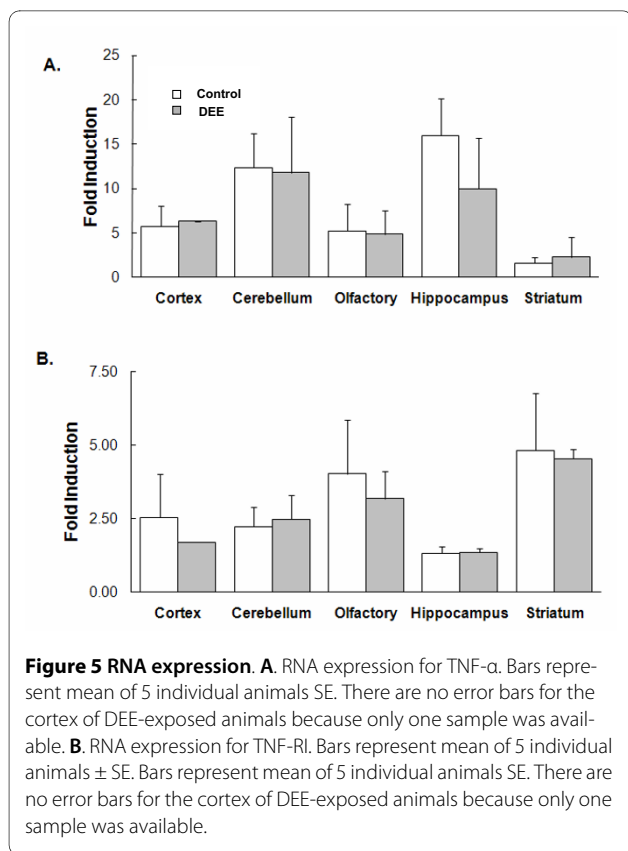 A.
25
20
15
10
5
0
Fold Induction
Control
DEE
Cortex Cerebellum Olfactory Hippocampus Striatum
B.
7.50
5.00
2.50
0.00
Fold Induction
Cortex Cerebellum Olfactory Hippocampus Striatum
Figure 5 RNA expression. A. RNA expression for TNF-α. Bars repre-
sent mean of 5 individual animals SE. There are no error bars for the
cortex of DEE-exposed animals because only one sample was avail-
able. B. RNA expression for TNF-RI. Bars represent mean of 5 individual
animals ± SE. Bars represent mean of 5 individual animals SE. There are
no error bars for the cortex of DEE-exposed animals because only one
sample was available.